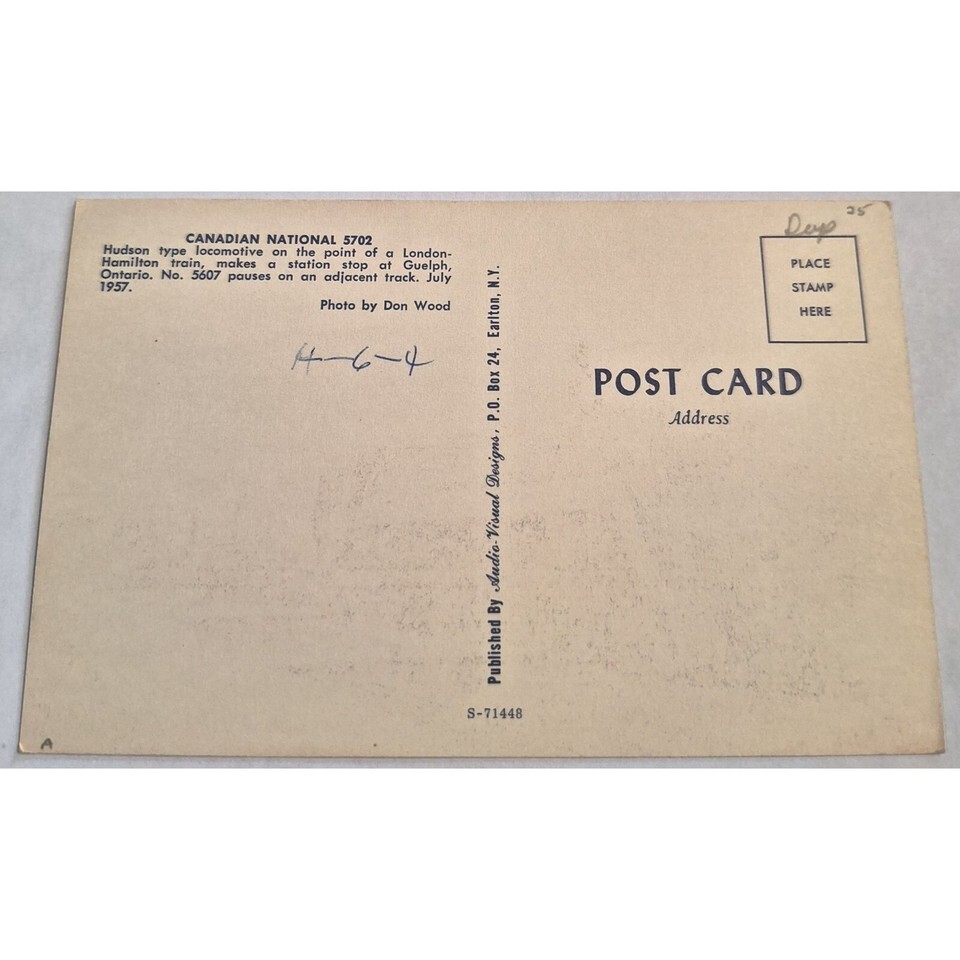 CANADIAN NATIONAL 5702
Hudson type locomotive on the point of a London-
Hamilton train, makes a station stop at Guelph,
Ontario. No. 5607 pauses on an adjacent track. July
1957.
Photo by Don Wood
4-6-4
Published By Audio-Visual Designs, P.O. Box 24, Earlton, N.Y.
S-71448
25
PLACE
STAMP
HERE
POST CARD
Address
A